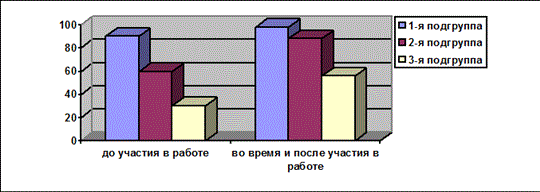 100
80
60
40
20
0
до участия в работе
во время и после участия в
работе
1-я подгруппа
2-я подгруппа
3-я подгруппа